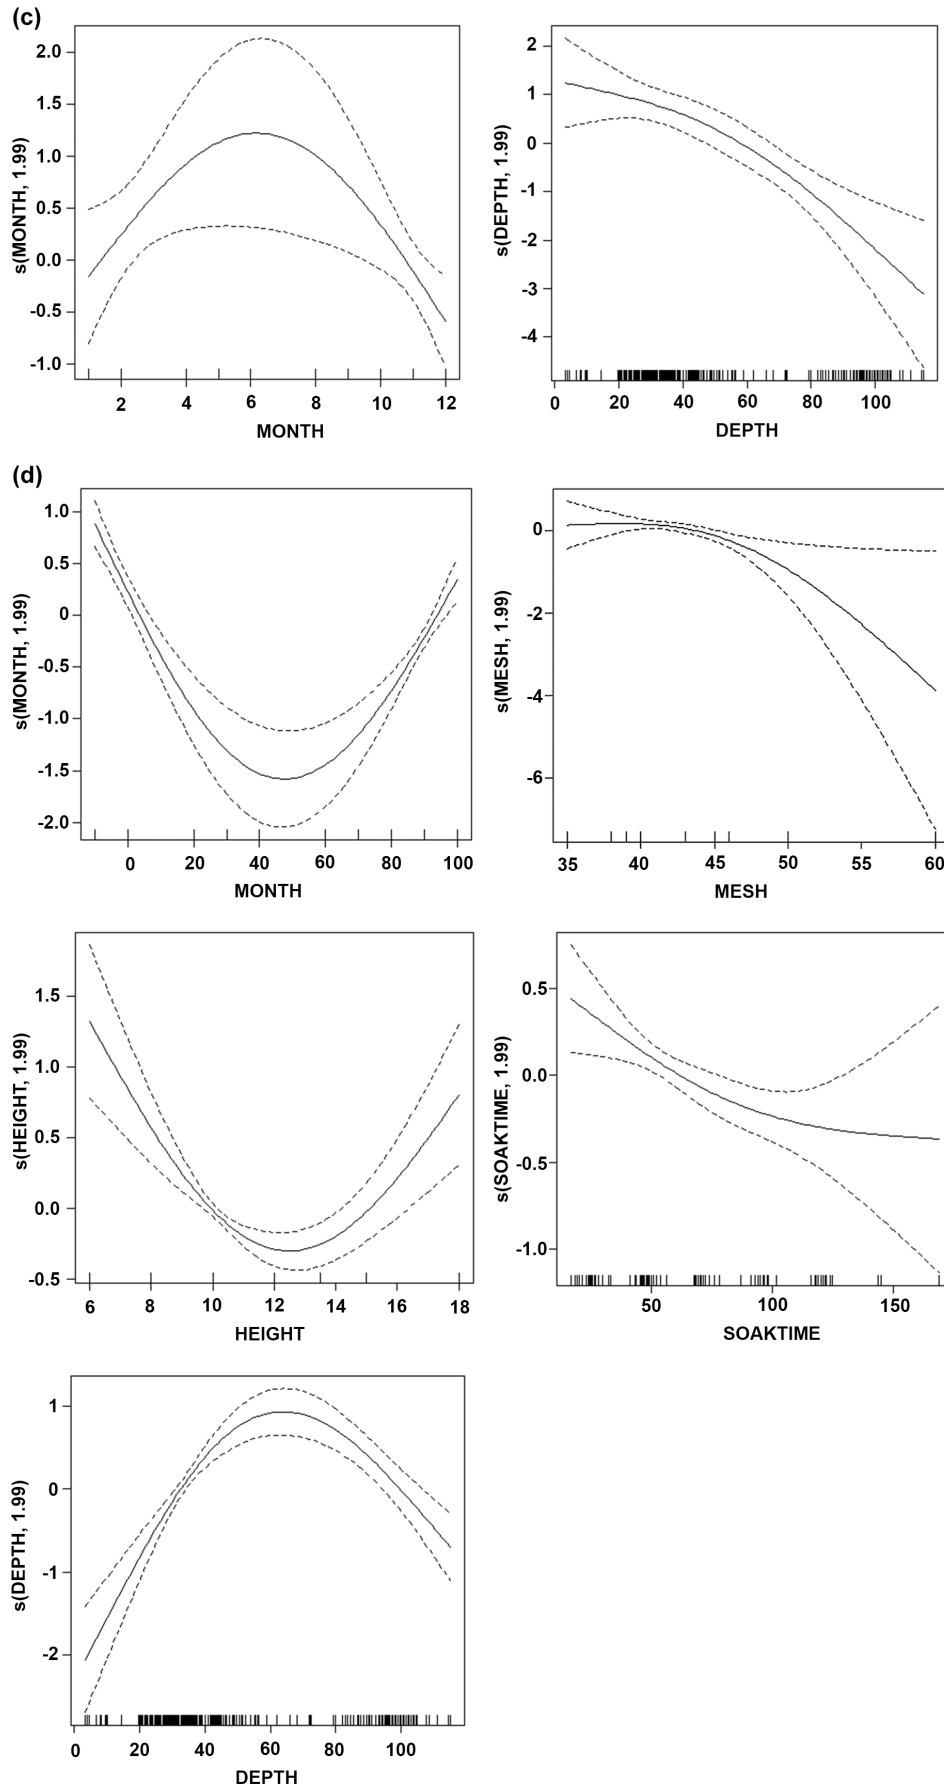 (c)
s(MONTH, 1.99)
2.0
1.5
1.0
0.5
0.0
-0.5
-1.0
2 4 6 8 10 12
MONTH
s(DEPTH, 1.99)
2
1
0
-1
-2
-3
-4
0 20 40 60 80 100
DEPTH
(d)
s(MONTH, 1.99)
1.0
0.5
0
-0.5
-1.0
-1.5
-2.0
0 20 40 60 80 100
MONTH
s(MESH, 1.99)
0
-2
-4
-6
35 40 45 50 55 60
MESH
s(HEIGHT, 1.99)
1.5
1.0
0.5
0.0
-0.5
6 8 10 12 14 16 18
HEIGHT
s(SOAKTIME, 1.99)
0.5
0.0
-0.5
-1.0
50 100 150
SOAKTIME
s(DEPTH, 1.99)
1
0
-1
-2
0 20 40 60 80 100
DEPTH